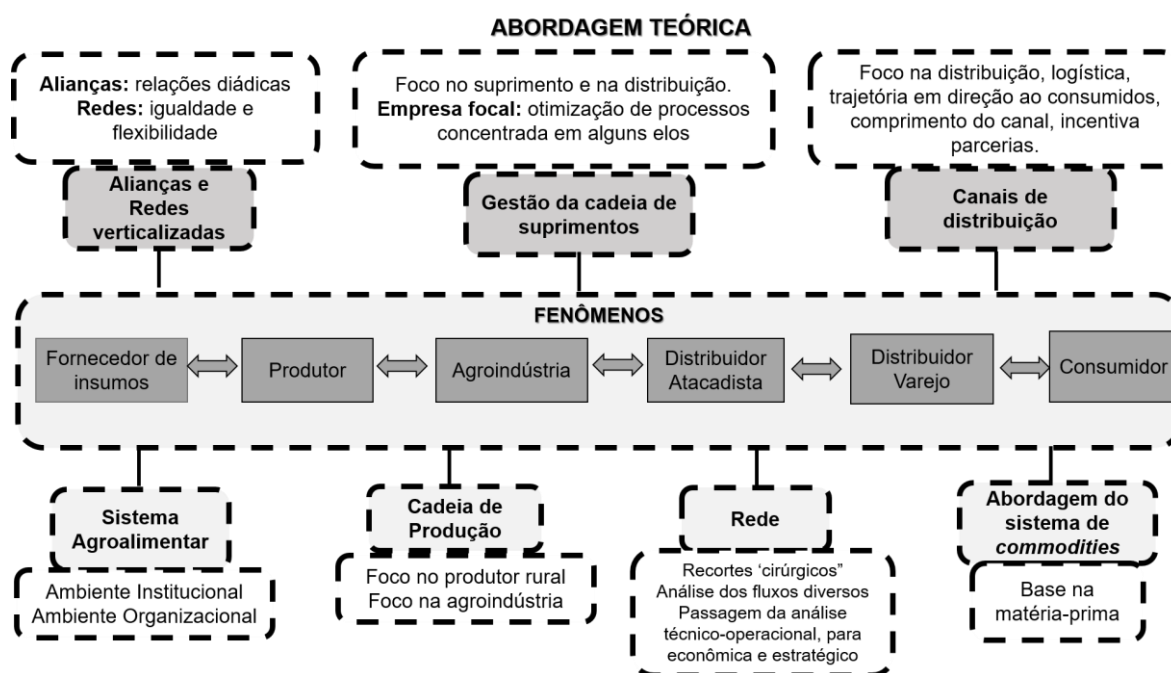 ABORDAGEM TEÓRICA
Alianças: relações diádicas
Redes: igualdade e
flexibilidade
Alianças e
Redes
verticalizadas
Foco no suprimento e na distribuição.
Empresa focal: otimização de processos
concentrada em alguns elos
Gestão da cadeia de
suprimentos
Foco na distribuição, logística,
trajetória em direção ao consumidos,
comprimento do canal, incentiva
parcerias.
Canais de
distribuição
FENÔMENOS
Fornecedor de
insumos
Produtor
Agroindústria
Distribuidor
Atacadista
Distribuidor
Varejo
Consumidor
Sistema
Agroalimentar
Ambiente Institucional
Ambiente Organizacional
Cadeia de
Produção
Foco no produtor rural
Foco na agroindústria
Rede
Recortes ‘cirúrgicos”
Análise dos fluxos diversos
Passagem da análise
técnico-operacional, para
econômica e estratégico
Abordagem do
sistema de
commodities
Base na
matéria-prima